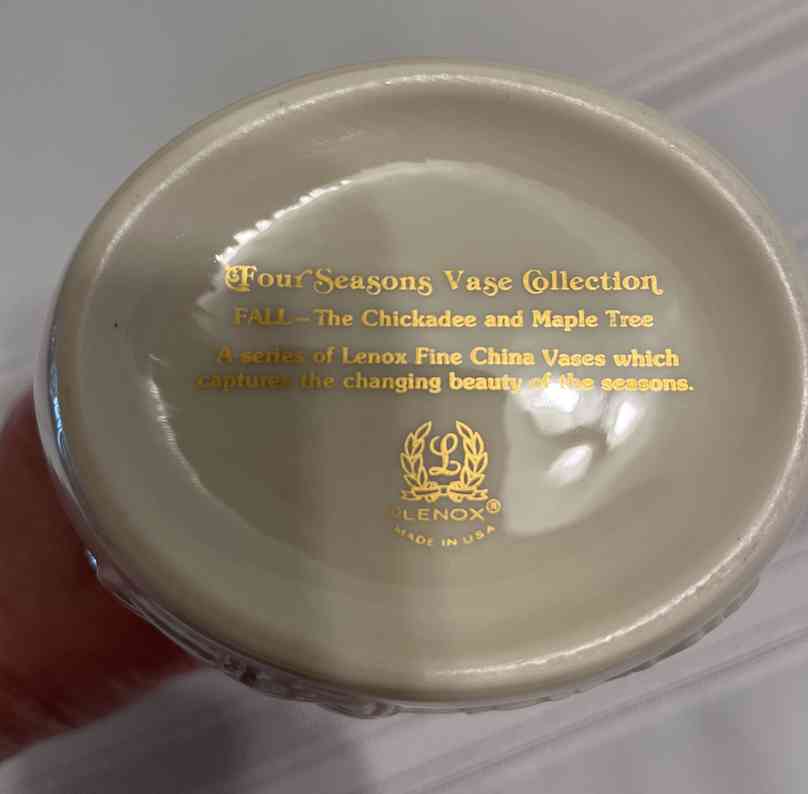 Four Seasons Vase Collection
FALL—The Chickadee and Maple Tree
A series of Lenox Fine China Vases which
captures the changing beauty of the seasons.
L
©LENOX®
MADE IN USA